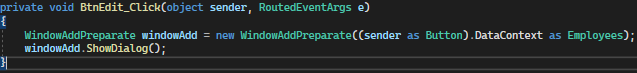 private void BtnEdit_Click(object sender, RoutedEventArgs e)
{
WindowAddPreparate windowAdd = new WindowAddPreparate((sender as Button).DataContext as Employees);
windowAdd.ShowDialog();
}